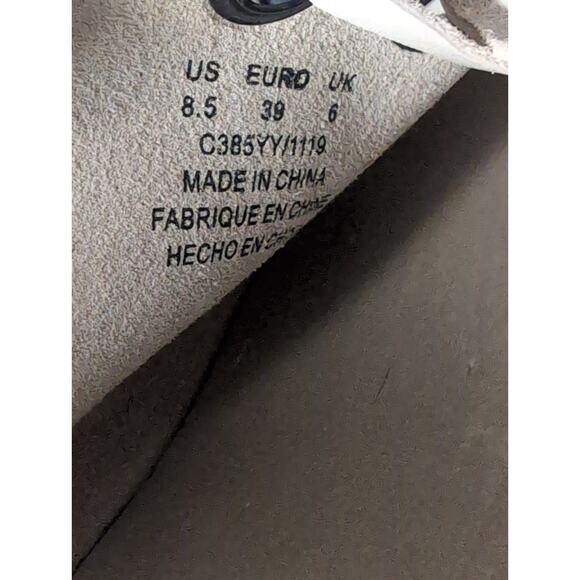 US EURO UK
8.5 39 6
C385YY/1119
MADE IN CHINA
FABRIQUE EN CHINE
HECHO EN